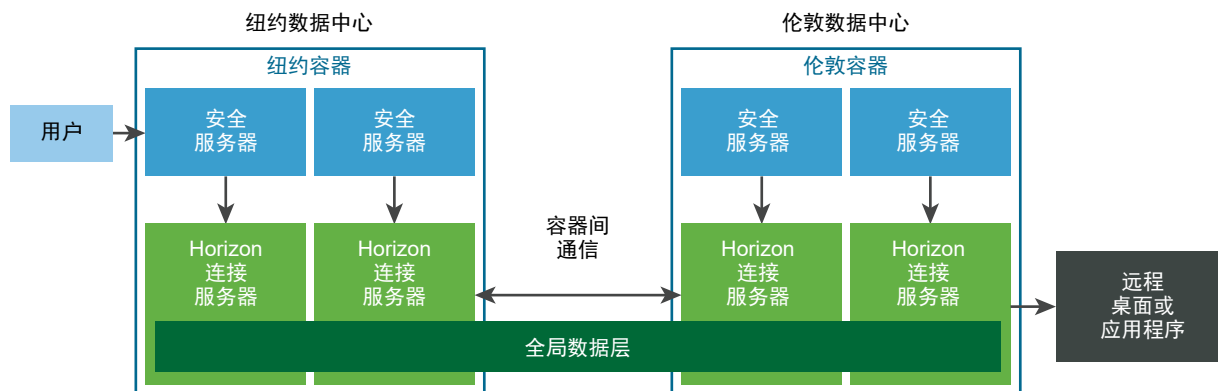 纽约数据中心
伦敦数据中心
纽约容器
伦敦容器
用户
安全
服务器
安全
服务器
安全
服务器
安全
服务器
Horizon
连接
服务器
Horizon
连接
服务器
容器间
通信
Horizon
连接
服务器
Horizon
连接
服务器
远程
桌面或
应用程序
全局数据层